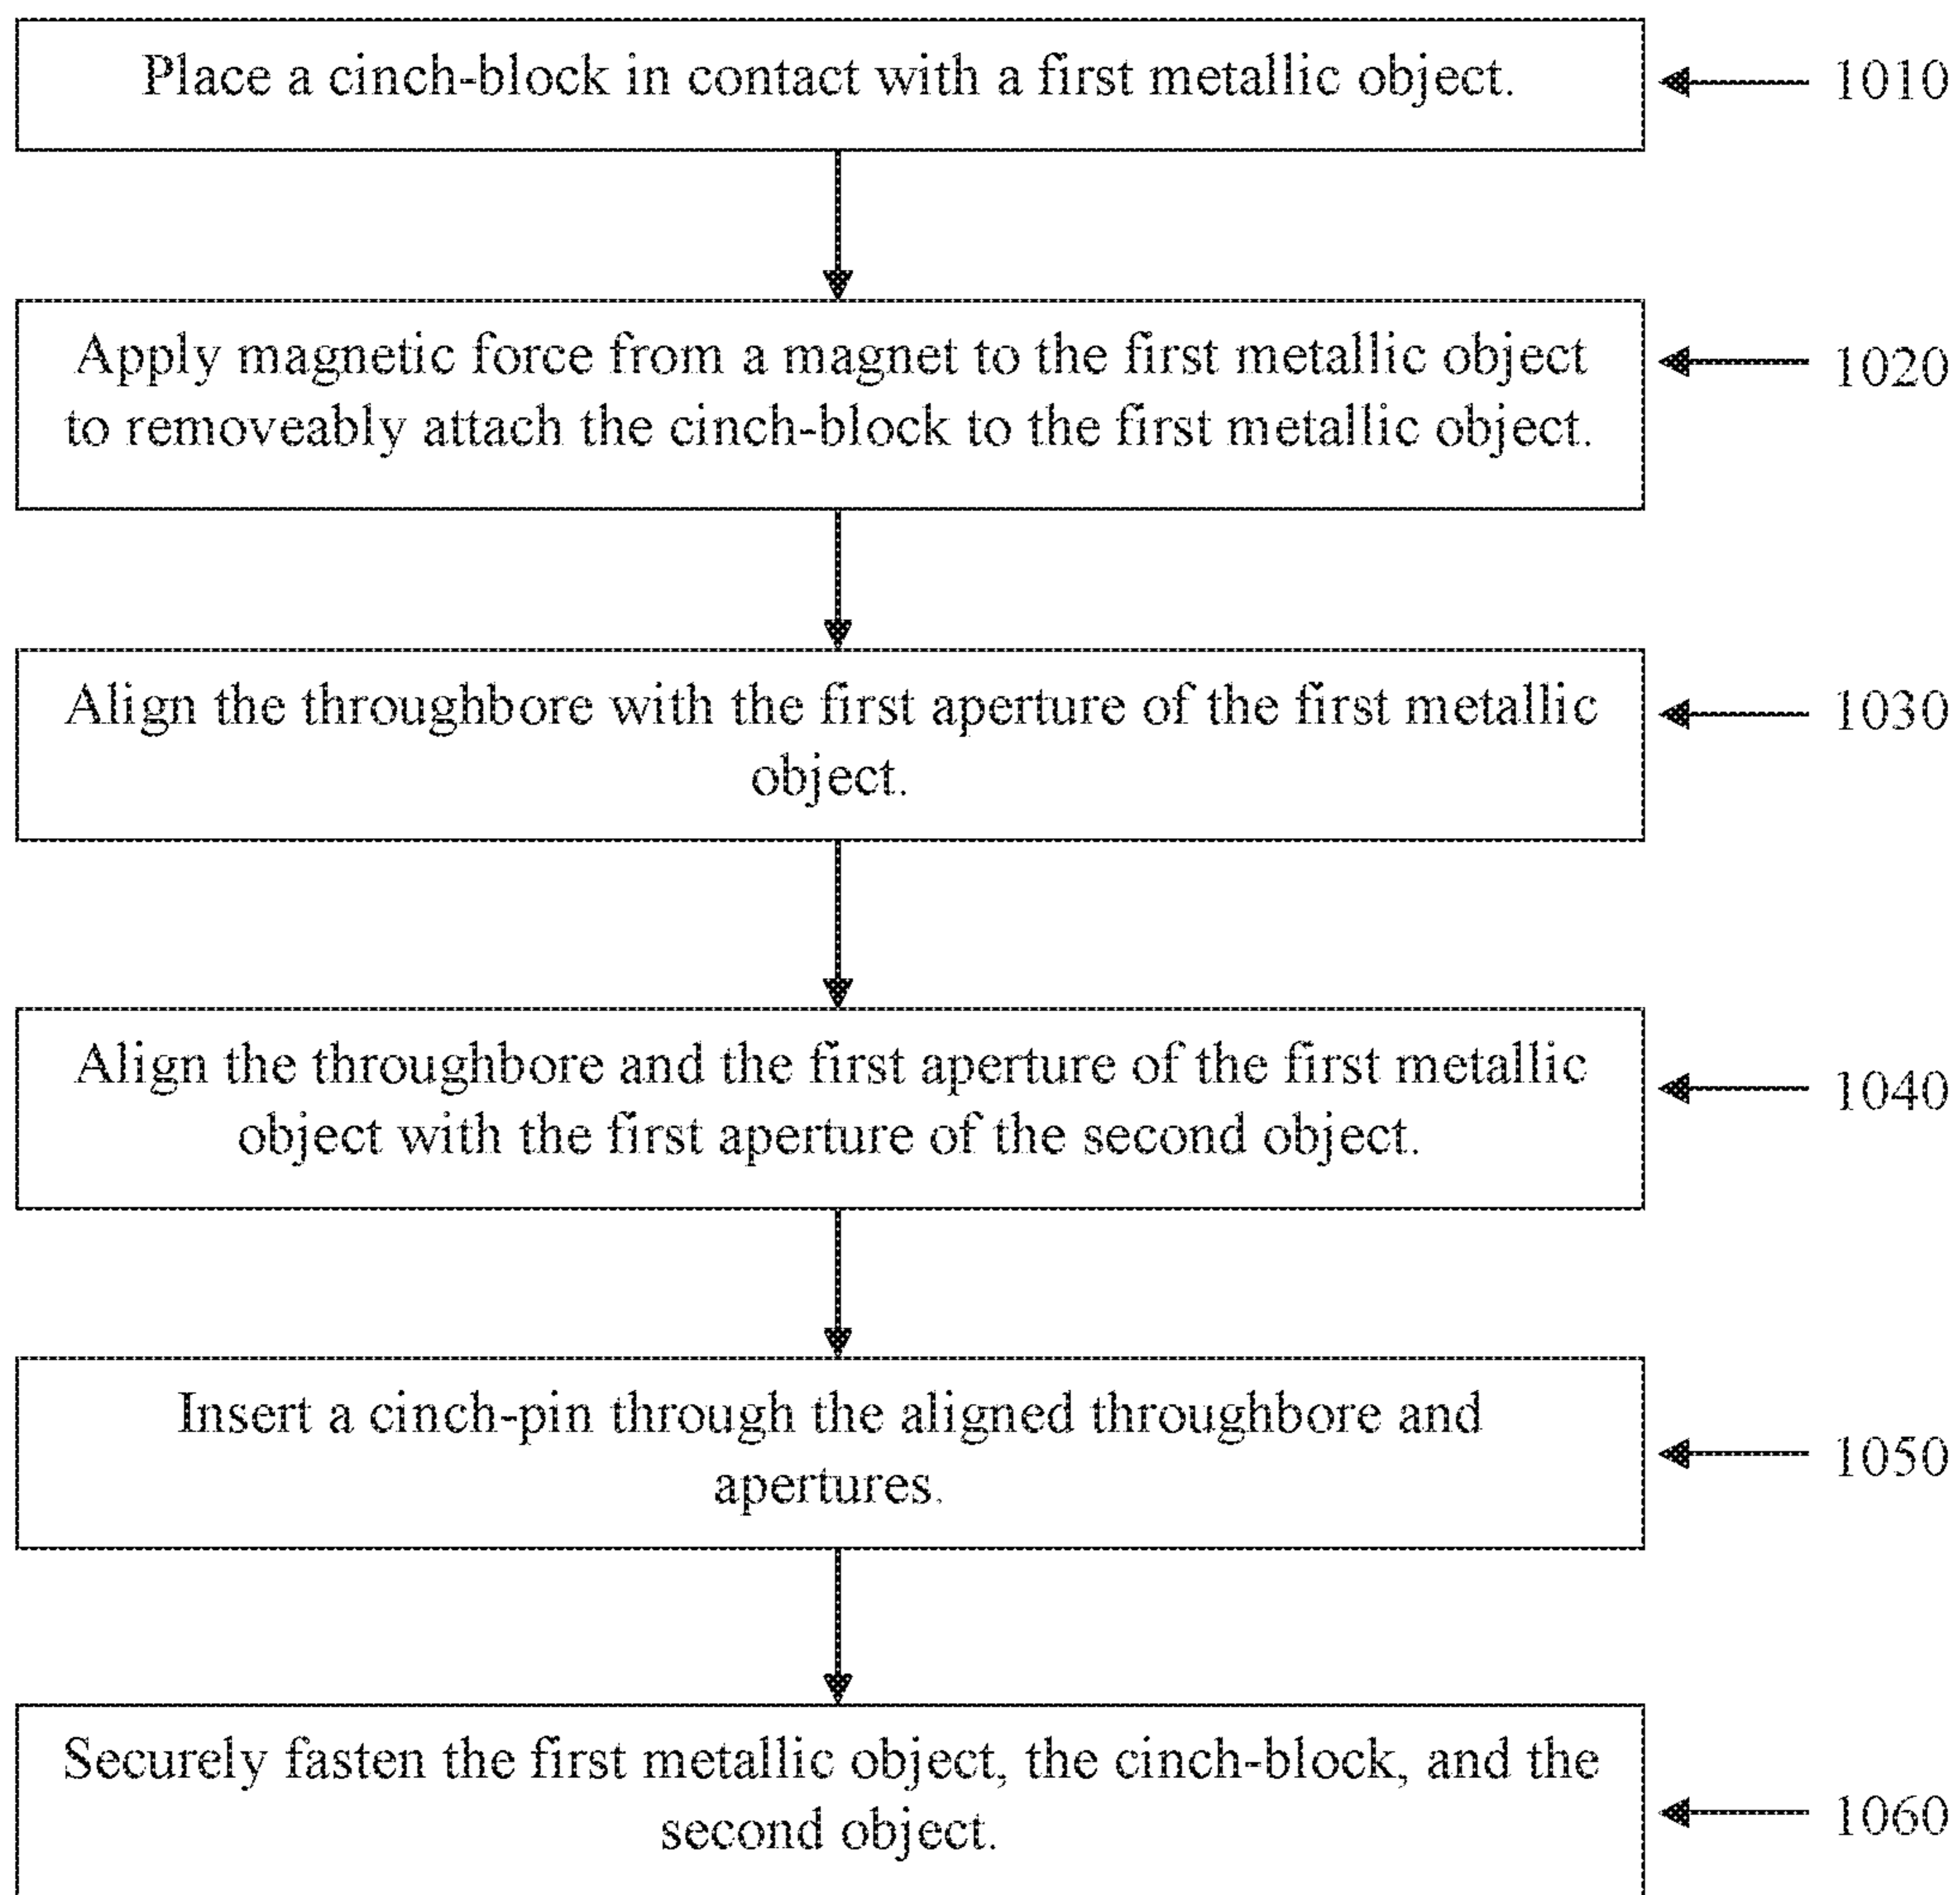 Place a cinch-block in contact with a first metallic object.
1010
Apply magnetic force from a magnet to the first metallic object
to removeably attach the cinch-block to the first metallic object.
1020
Align the throughbore with the first aperture of the first metallic
object.
1030
Align the throughbore and the first aperture of the first metallic
object with the first aperture of the second object.
1040
Insert a cinch-pin through the aligned throughbore and
apertures.
1050
Securely fasten the first metallic object, the cinch-block, and the
second object.
1060